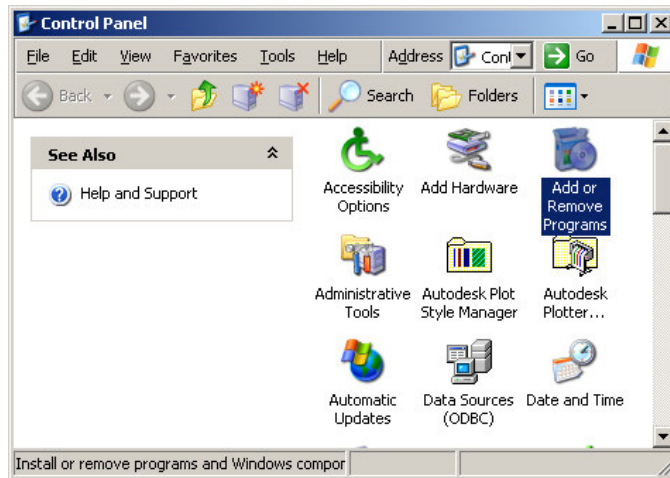 Control Panel
File Edit View Favorites Tools Help Address Cont Go
Back Search Folders
See Also
Help and Support
Accessibility
Options
Add Hardware
Add or
Remove
Programs
Administrative
Tools
Autodesk Plot
Style Manager
Autodesk
Plotter...
Automatic
Updates
Data Sources
(ODBC)
Date and Time
Install or remove programs and Windows compor